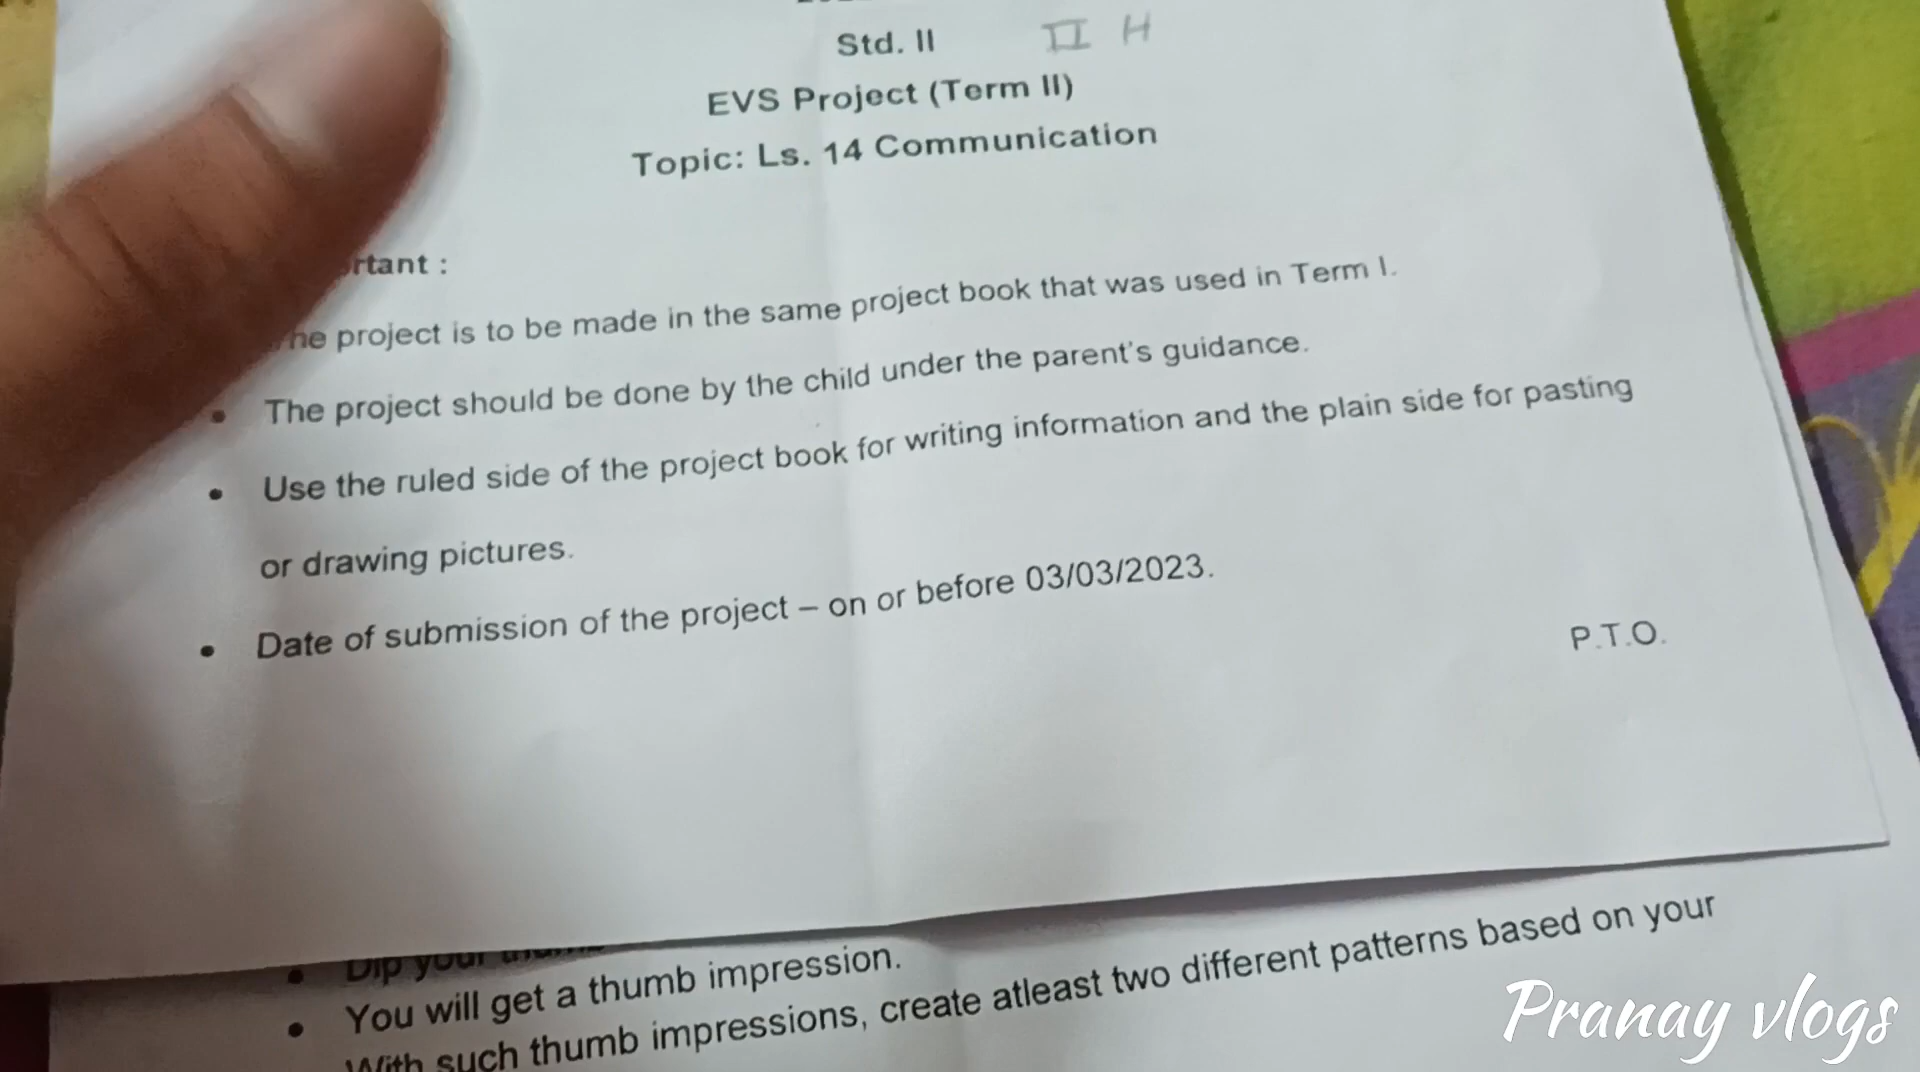 Std. II II H
EVS Project (Term II)
Topic: Ls. 14 Communication
rtant :
he project is to be made in the same project book that was used in Term I.
• The project should be done by the child under the parent's guidance.
• Use the ruled side of the project book for writing information and the plain side for pasting
or drawing pictures.
• Date of submission of the project – on or before 03/03/2023.
P.T.O.
• Dip your
• You will get a thumb impression.
With such thumb impressions, create atleast two different patterns based on your
Pranay vlogs